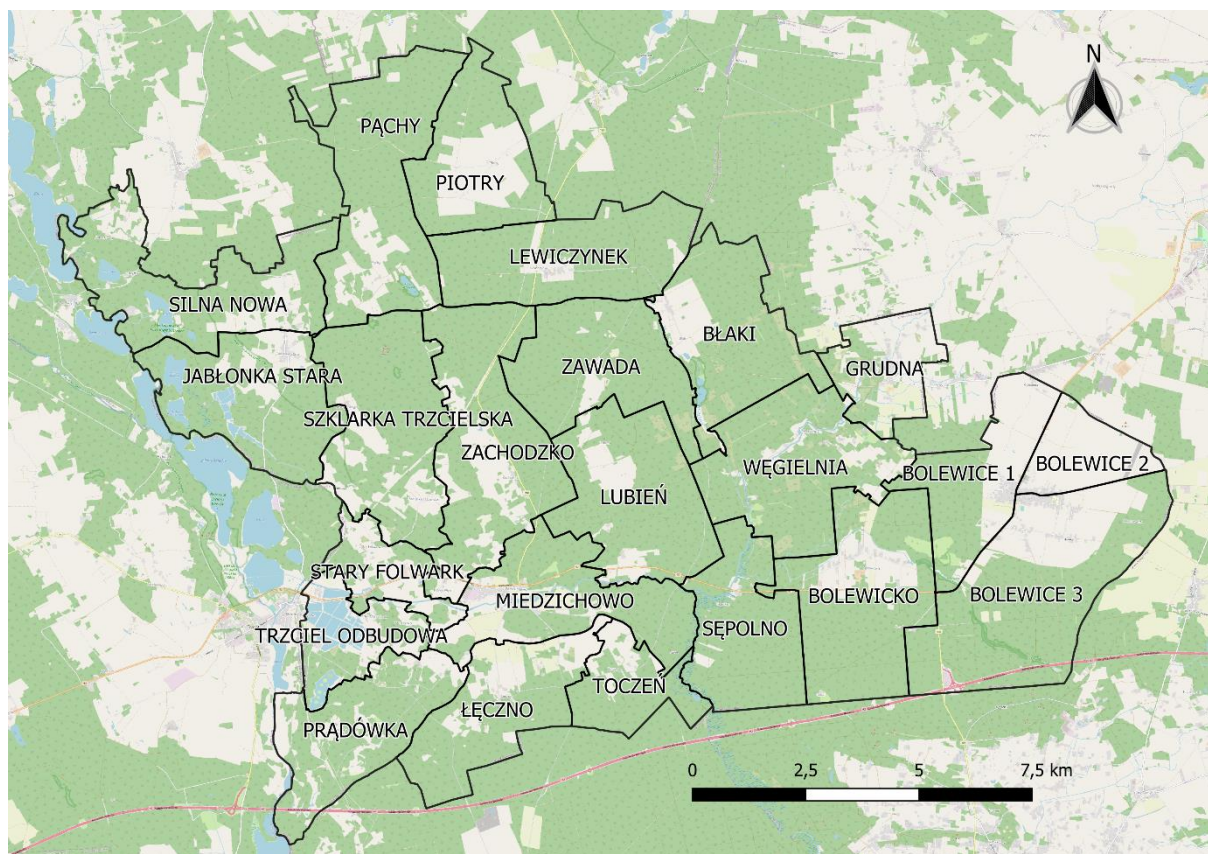 N
PĄCHY
PIOTRY
LEWICZYNEK
SILNA NOWA
BŁAKI
ZAWADA
GRUDNA
JABŁONKA STARA
SZKLARKA TRZCIELSKA
ZACHODZKO
WĘGIELNIA
BOLEWICE 1
BOLEWICE 2
LUBIEŃ
STARY FOLWARK
MIEDZICHOWO
BOLEWICKO
BOLEWICE 3
TRZCIEL ODBUDOWA
SĘPOLNO
TOCZEŃ
ŁĘCZNO
PRĄDÓWKA
0 2,5 5 7,5 km